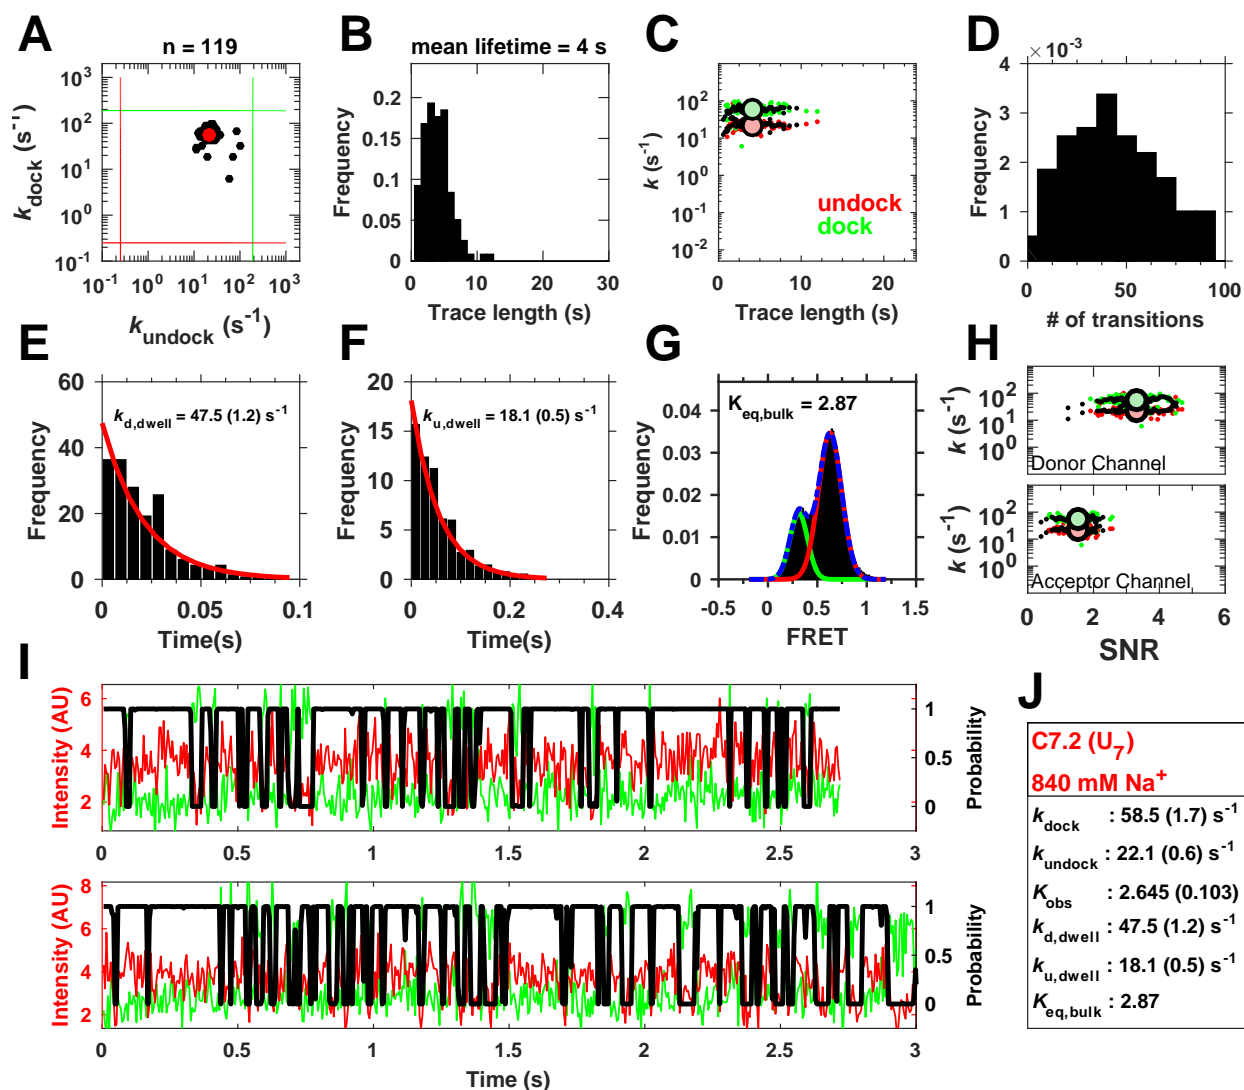 A
n = 119
10^3
10^2
10^1
10^0
10^-1
k_dock (s^-1)
10^-1 10^0 10^1 10^2 10^3
k_undock (s^-1)
B
mean lifetime = 4 s
0.2
0.15
0.1
0.05
0
Frequency
0 10 20 30
Trace length (s)
C
10^2
10^1
10^0
10^-1
10^-2
k (s^-1)
undock
dock
0 10 20
Trace length (s)
D
× 10^-3
4
3
2
1
0
Frequency
0 50 100
# of transitions
E
60
40
20
0
Frequency
k_d,dwell = 47.5 (1.2) s^-1
0 0.05 0.1
Time(s)
F
20
15
10
5
0
Frequency
k_u,dwell = 18.1 (0.5) s^-1
0 0.2 0.4
Time(s)
G
0.04
0.03
0.02
0.01
0
Frequency
K_eq,bulk = 2.87
-0.5 0 0.5 1 1.5
FRET
H
10^2
10^1
10^0
k (s^-1)
Donor Channel
10^2
10^1
10^0
k (s^-1)
Acceptor Channel
0 2 4 6
SNR
I
6
4
2
Intensity (AU)
1
0.5
0
Probability
0 0.5 1 1.5 2 2.5 3
8
6
4
2
Intensity (AU)
1
0.5
0
Probability
0 0.5 1 1.5 2 2.5 3
Time (s)
J
C7.2 (U_7)
840 mM Na^+
k_dock : 58.5 (1.7) s^-1
k_undock : 22.1 (0.6) s^-1
K_obs : 2.645 (0.103)
k_d,dwell : 47.5 (1.2) s^-1
k_u,dwell : 18.1 (0.5) s^-1
K_eq,bulk : 2.87